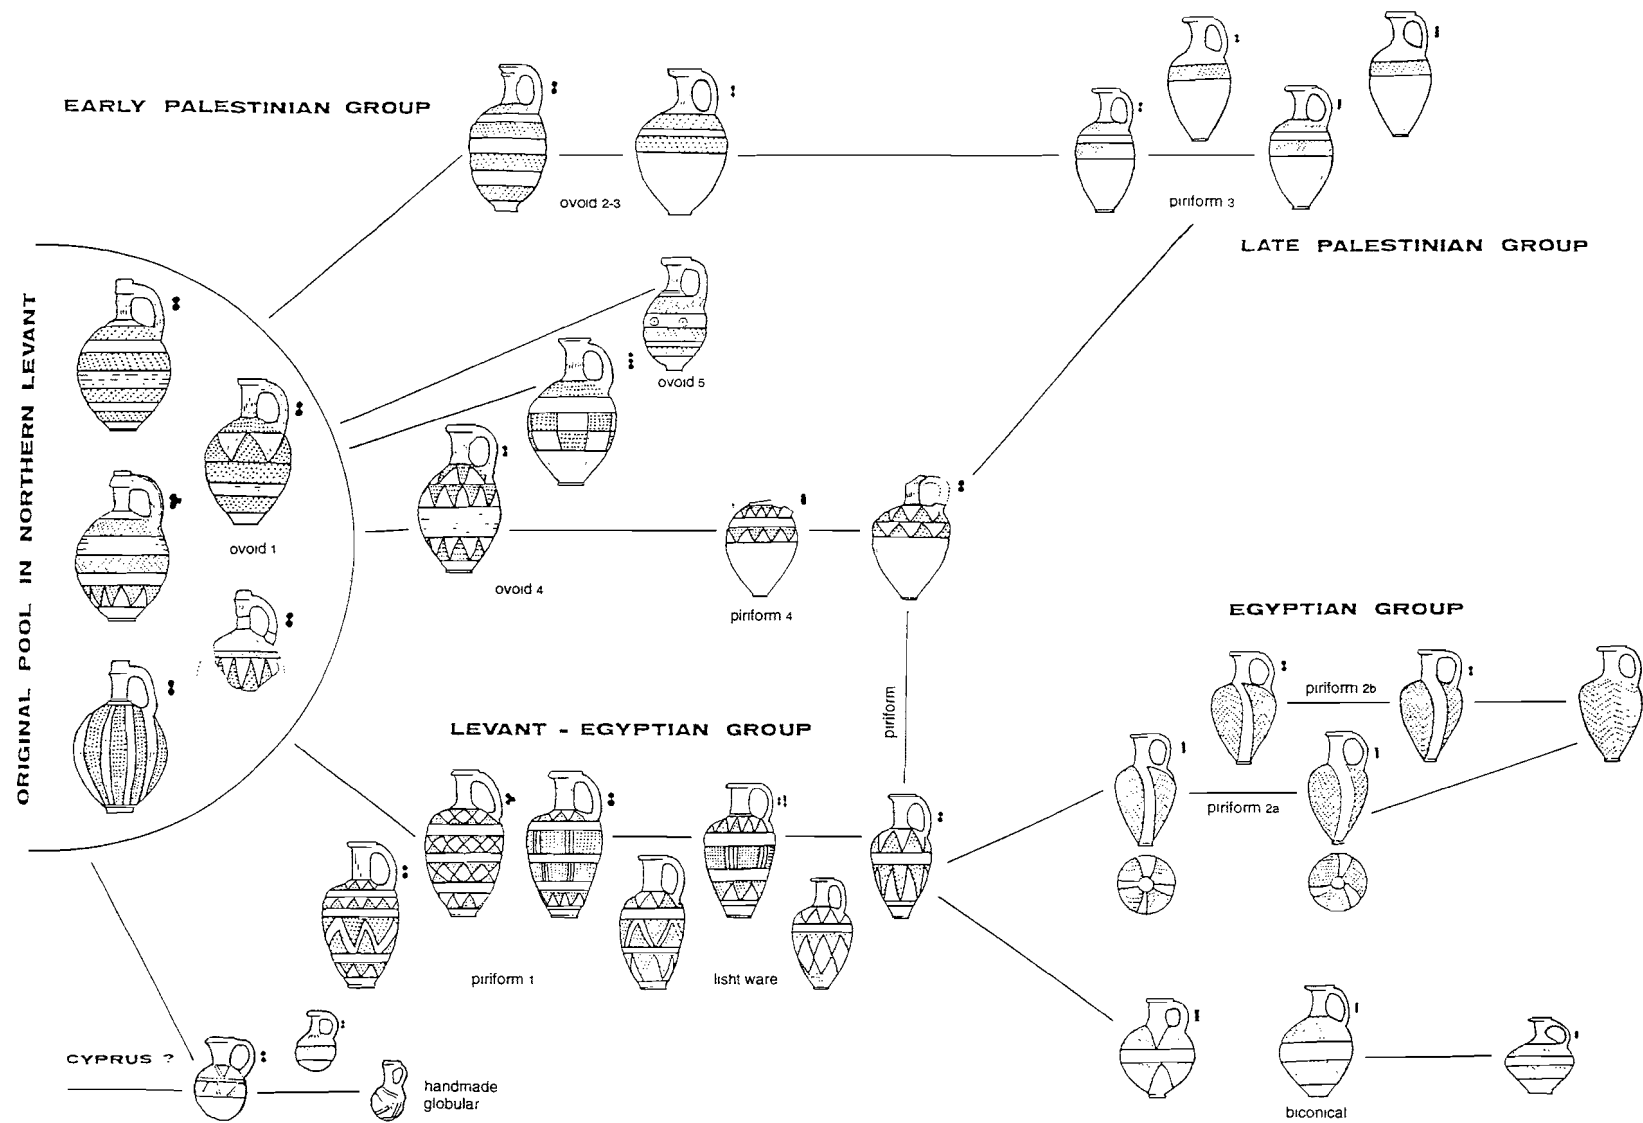 EARLY PALESTINIAN GROUP
ovoid 2-3
piriform 3
LATE PALESTINIAN GROUP
ORIGINAL POOL IN NORTHERN LEVANT
ovoid 5
ovoid 1
ovoid 4
piriform 4
EGYPTIAN GROUP
piriform 2b
piriform
LEVANT - EGYPTIAN GROUP
piriform 2a
piriform 1
lisht ware
CYPRUS ?
handmade
globular
biconical